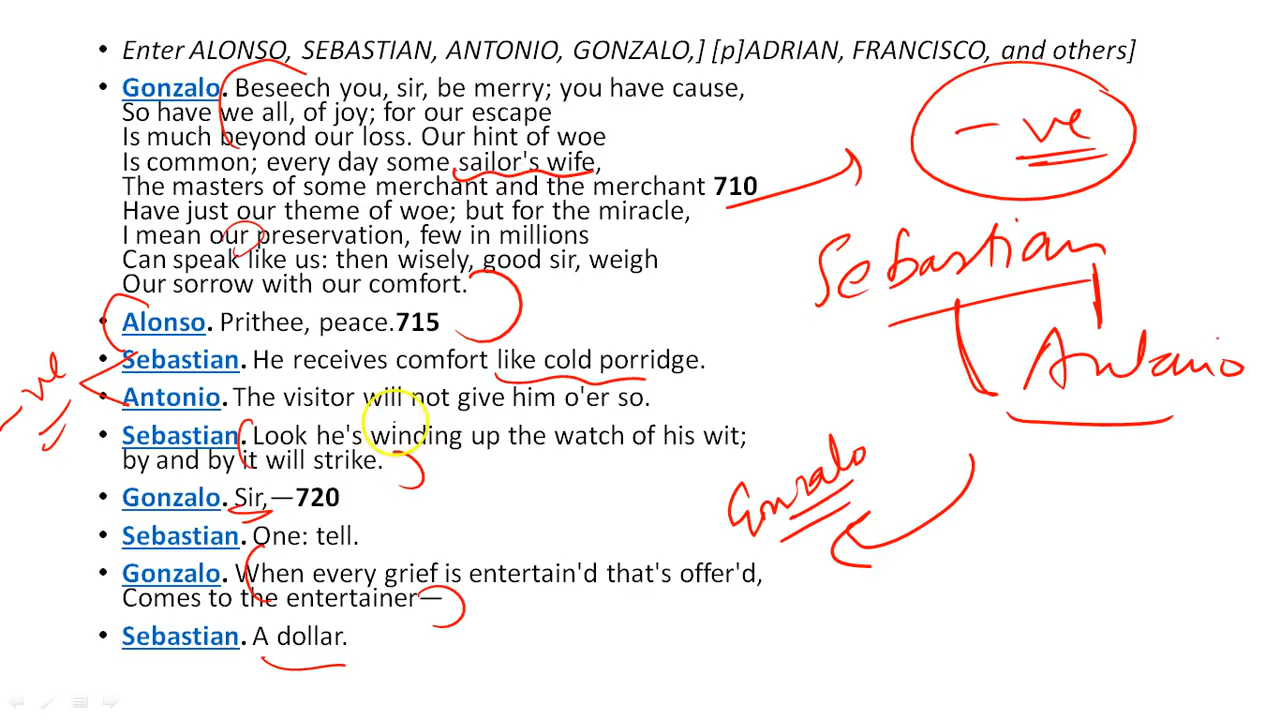 • Enter ALONSO, SEBASTIAN, ANTONIO, GONZALO,] [p]ADRIAN, FRANCISCO, and others]
• Gonzalo. Beseech you, sir, be merry; you have cause,
So have we all, of joy; for our escape
Is much beyond our loss. Our hint of woe
Is common; every day some sailor's wife,
The masters of some merchant and the merchant 710
Have just our theme of woe; but for the miracle,
I mean our preservation, few in millions
Can speak like us: then wisely, good sir, weigh
Our sorrow with our comfort.
• Alonso. Prithee, peace.715
• Sebastian. He receives comfort like cold porridge.
• Antonio. The visitor will not give him o'er so.
• Sebastian. Look he's winding up the watch of his wit;
by and by it will strike.
• Gonzalo. Sir,—720
• Sebastian. One: tell.
• Gonzalo. When every grief is entertain'd that's offer'd,
Comes to the entertainer—
• Sebastian. A dollar.
- ve
Sebastian
Antonio
Gonzalo
- ve